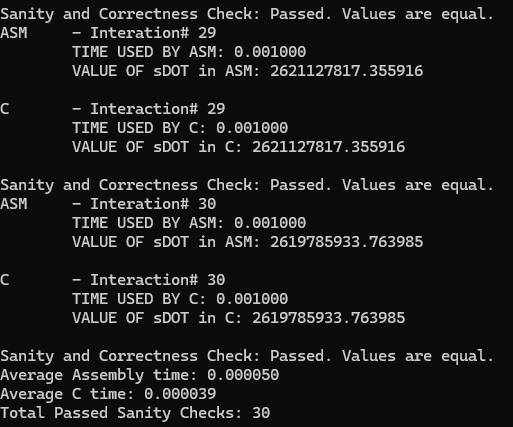 Sanity and Correctness Check: Passed. Values are equal.
ASM - Interation# 29
TIME USED BY ASM: 0.001000
VALUE OF sDOT in ASM: 2621127817.355916
C - Interaction# 29
TIME USED BY C: 0.001000
VALUE OF sDOT in C: 2621127817.355916
Sanity and Correctness Check: Passed. Values are equal.
ASM - Interation# 30
TIME USED BY ASM: 0.001000
VALUE OF sDOT in ASM: 2619785933.763985
C - Interaction# 30
TIME USED BY C: 0.001000
VALUE OF sDOT in C: 2619785933.763985
Sanity and Correctness Check: Passed. Values are equal.
Average Assembly time: 0.000050
Average C time: 0.000039
Total Passed Sanity Checks: 30